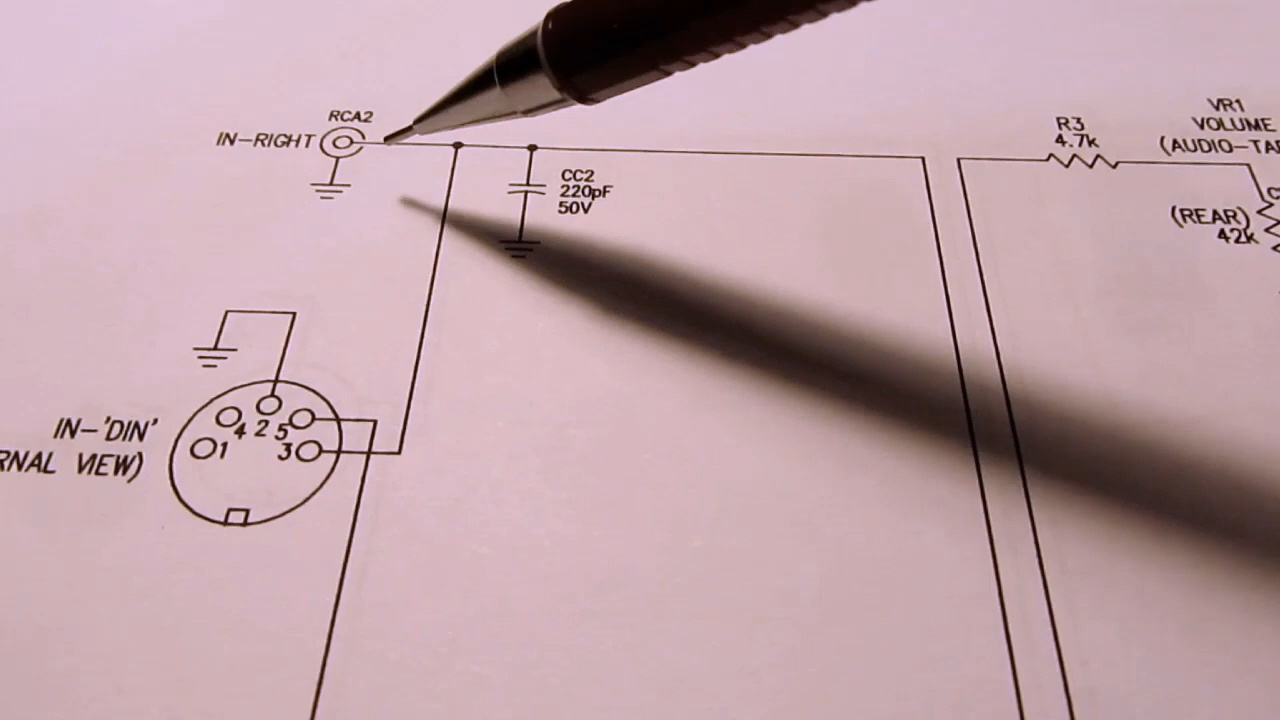 RCA2
IN-RIGHT
CC2
220pF
50V
R3
4.7k
VR1
VOLUME
(REAR)
42k
IN-'DIN'
VIEW)
4 2 5
1
3